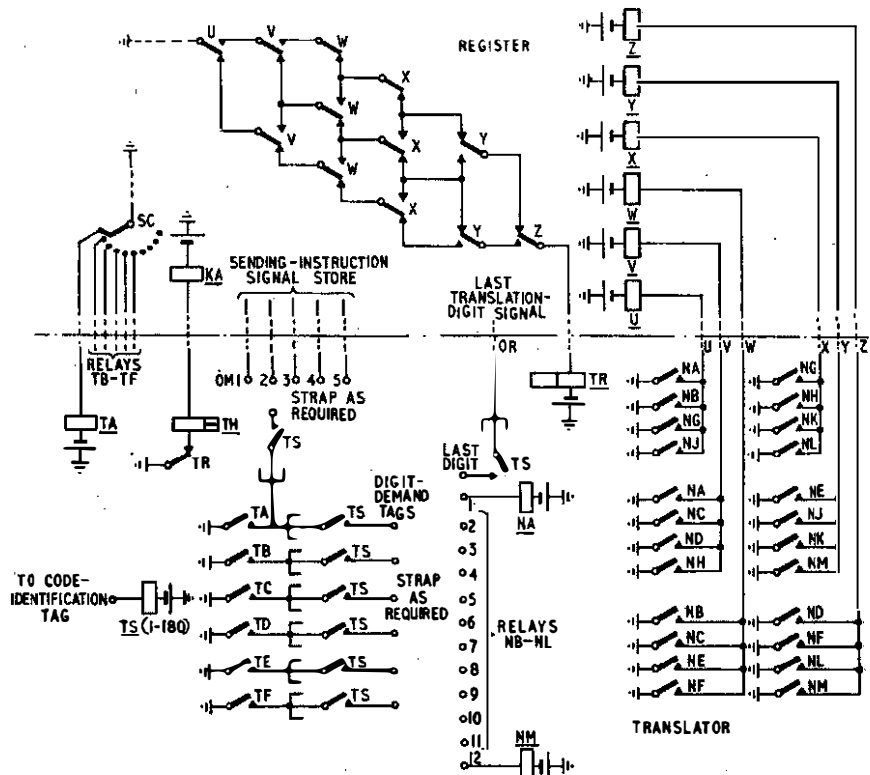 U
V
W
REGISTER
Z
X
Y
W
V
Y
X
X
W
W
SC
X
KA
Y
Z
V
SENDING-INSTRUCTION
SIGNAL STORE
LAST
TRANSLATION-
DIGIT SIGNAL
U
OR
U V W X Y Z
RELAYS
TB-TF
OM1 2 3 4 5
STRAP AS
REQUIRED
TR
NA
NG
NB
NH
TA
TH
NG
NK
TS
LAST
DIGIT
TS
NJ
NL
TR
DIGIT-
DEMAND
TAGS
1
NA
NA
NE
TA
TS
2
NC
NJ
TB
TS
3
ND
NK
TO CODE-
IDENTIFICATION
TAG
4
NH
NM
TC
TS
STRAP
AS
REQUIRED
5
TS (1-180)
6
RELAYS
NB-NL
NB
ND
TD
TS
7
NC
NF
TE
TS
8
NE
NL
TF
TS
9
NF
NM
10
TRANSLATOR
11
NM
12